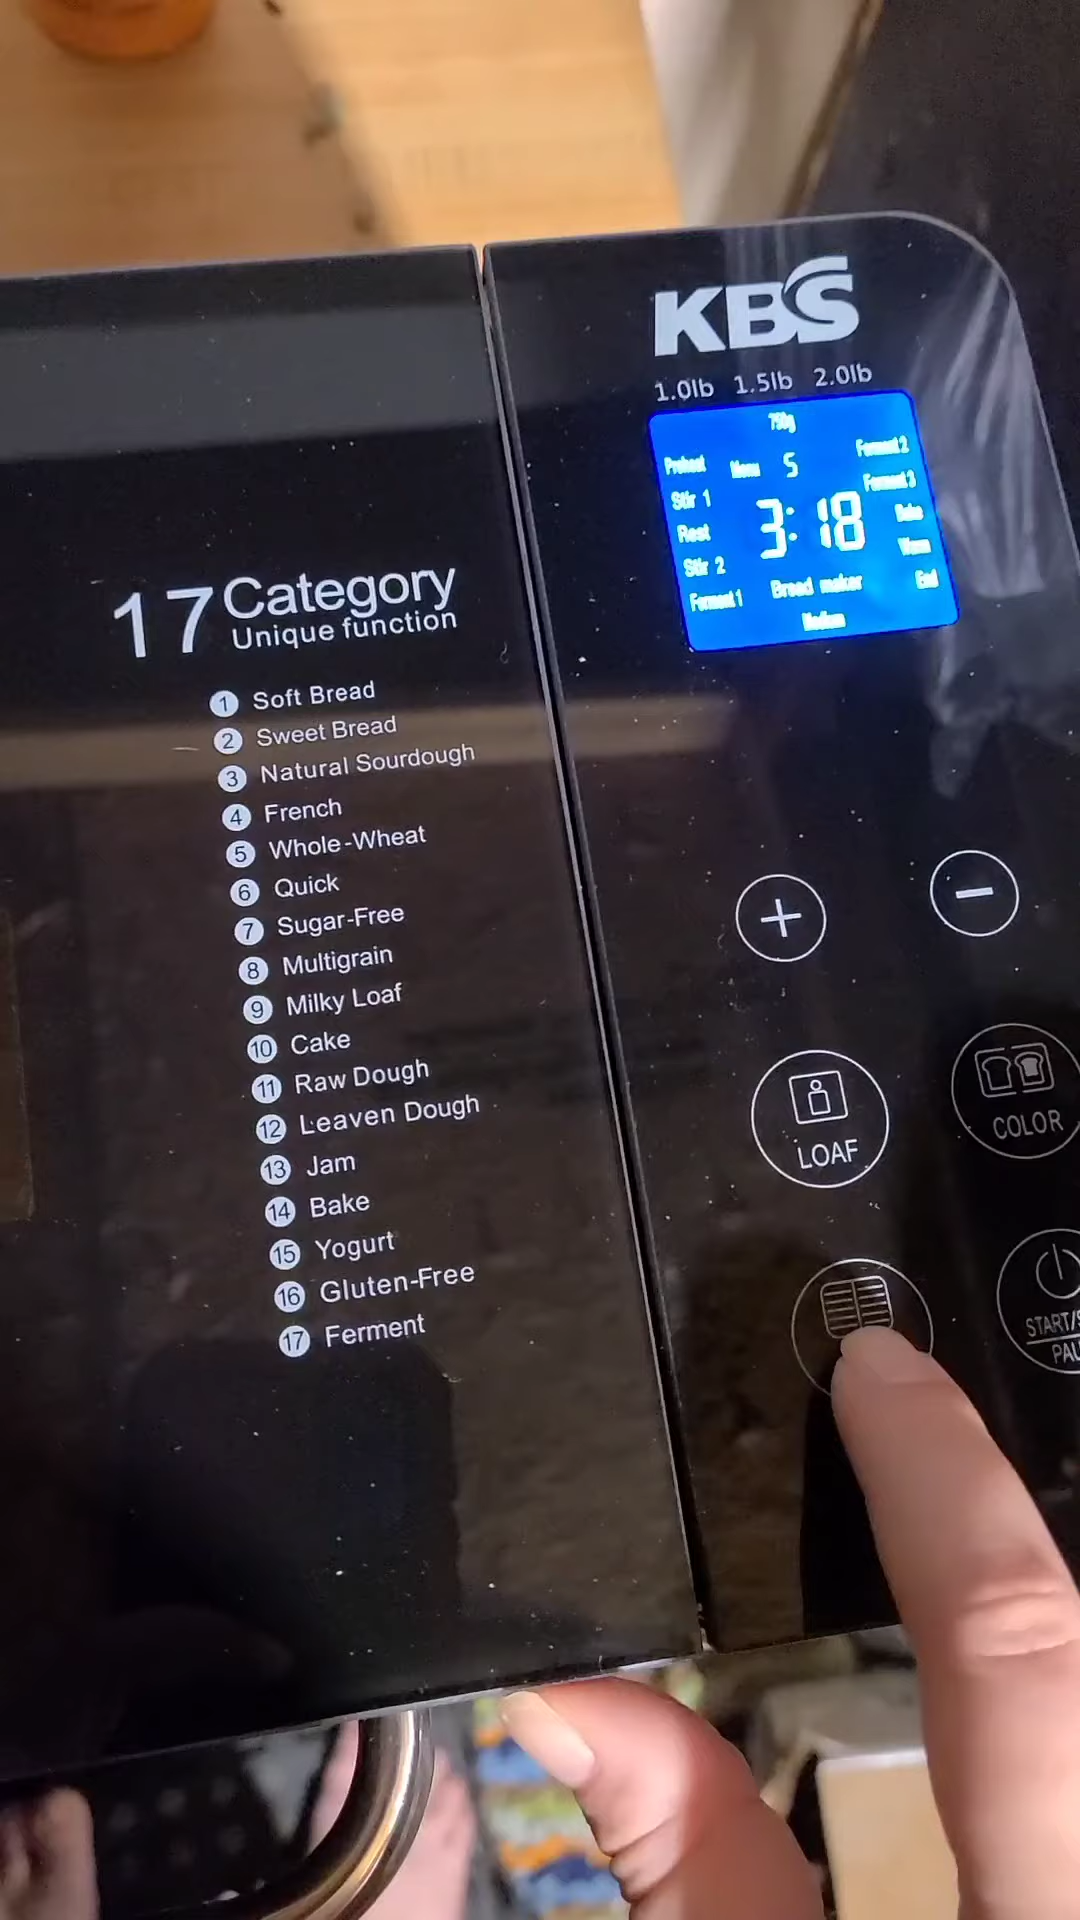 KBS
1.0lb 1.5lb 2.0lb
750g
Preheat Menu 5 Ferment 2
Stir 1 Ferment 3
Rest 3:18 Bake
Stir 2 Warm
Ferment 1 Bread maker End
Medium
17 Category
Unique function
1 Soft Bread
2 Sweet Bread
3 Natural Sourdough
4 French
5 Whole-Wheat
6 Quick
7 Sugar-Free
8 Multigrain
9 Milky Loaf
10 Cake
11 Raw Dough
12 Leaven Dough
13 Jam
14 Bake
15 Yogurt
16 Gluten-Free
17 Ferment
+ −
LOAF
COLOR
START/S
PAU